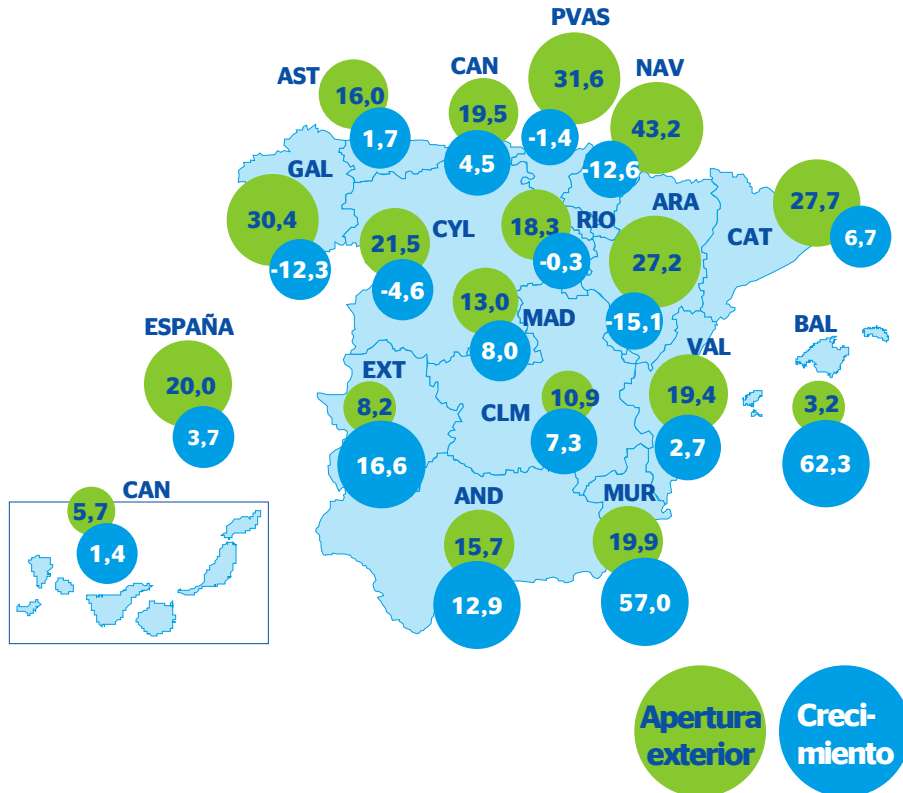 PVAS
31,6
-1,4
AST
16,0
1,7
CAN
19,5
4,5
NAV
43,2
-12,6
GAL
30,4
-12,3
CYL
21,5
-4,6
RIO
18,3
-0,3
ARA
27,2
-15,1
CAT
27,7
6,7
MAD
13,0
8,0
ESPAÑA
20,0
3,7
EXT
8,2
16,6
CLM
10,9
7,3
VAL
19,4
2,7
BAL
3,2
62,3
CAN
5,7
1,4
AND
15,7
12,9
MUR
19,9
57,0
Apertura
exterior
Creci-
miento